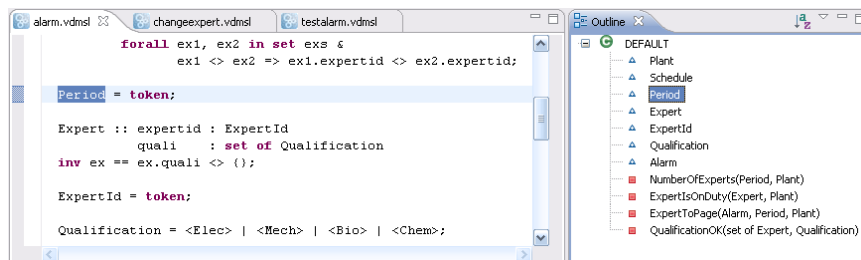 alarm.vdmsl changeexpert.vdmsl testalarm.vdmsl
forall ex1, ex2 in set exs &
ex1 <> ex2 => ex1.expertid <> ex2.expertid;
Period = token;
Expert :: expertid : ExpertId
quali : set of Qualification
inv ex == ex.quali <> {};
ExpertId = token;
Qualification = <Elec> | <Mech> | <Bio> | <Chem>;
Outline
DEFAULT
Plant
Schedule
Period
Expert
ExpertId
Qualification
Alarm
NumberOfExperts(Period, Plant)
ExpertIsOnDuty(Expert, Plant)
ExpertToPage(Alarm, Period, Plant)
QualificationOK(set of Expert, Qualification)